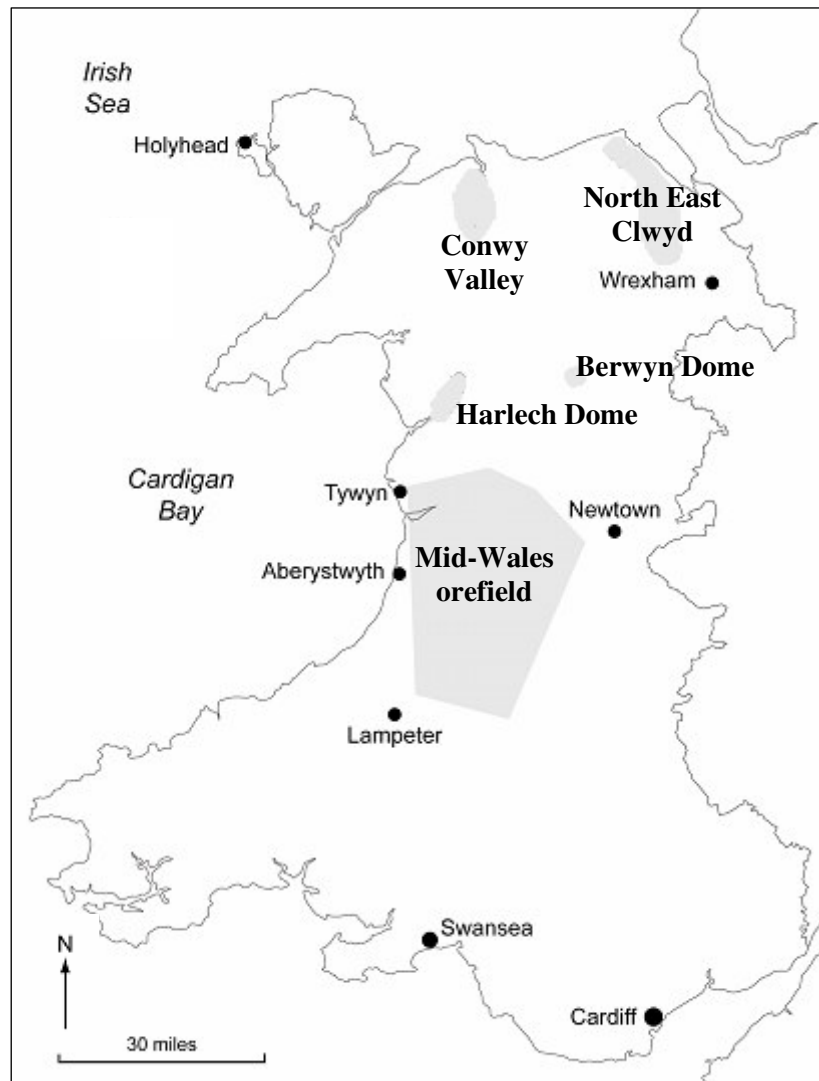 Irish
Sea
Holyhead
North East
Clwyd
Conwy
Valley
Wrexham
Berwyn Dome
Harlech Dome
Cardigan
Bay
Tywyn
Newtown
Mid-Wales
orefield
Aberystwyth
Lampeter
Swansea
N
Cardiff
30 miles